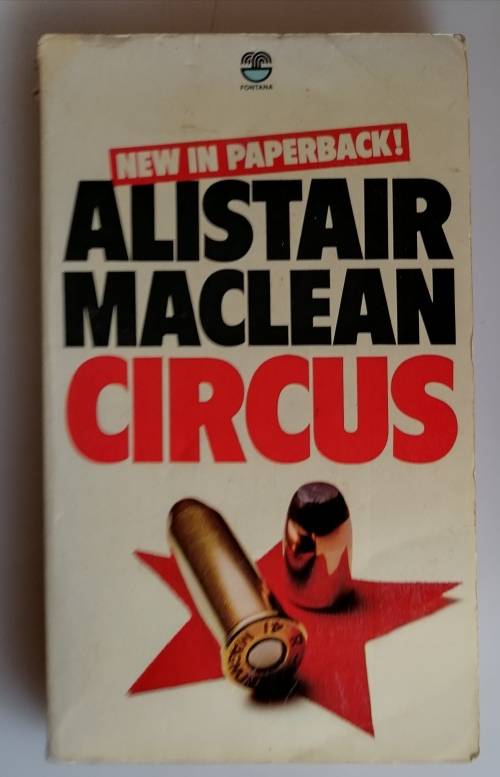 FONTANA
NEW IN PAPERBACK!
ALISTAIR
MACLEAN
CIRCUS